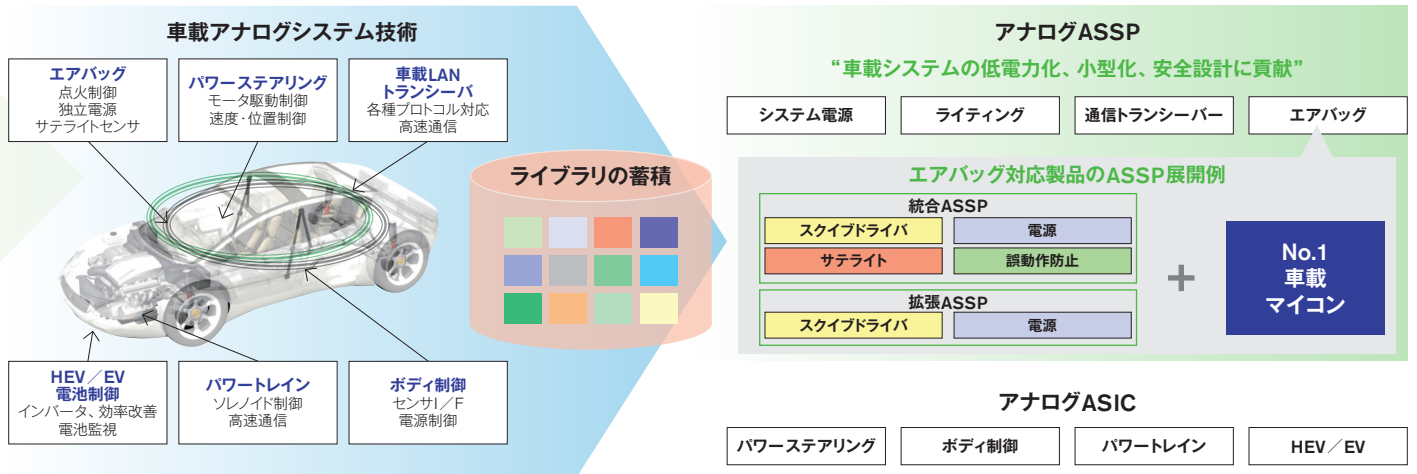 車載アナログシステム技術
エアバッグ
点火制御
独立電源
サテライトセンサ
パワーステアリング
モータ駆動制御
速度・位置制御
車載LAN
トランシーバ
各種プロトコル対応
高速通信
HEV／EV
電池制御
インバータ、効率改善
電池監視
パワートレイン
ソレノイド制御
高速通信
ボディ制御
センサI／F
電源制御
ライブラリの蓄積
アナログASSP
“車載システムの低電力化、小型化、安全設計に貢献”
システム電源
ライティング
通信トランシーバー
エアバッグ
エアバッグ対応製品のASSP展開例
統合ASSP
スクイブドライバ
電源
サテライト
誤動作防止
拡張ASSP
スクイブドライバ
電源
+
No.1
車載
マイコン
アナログASIC
パワーステアリング
ボディ制御
パワートレイン
HEV／EV